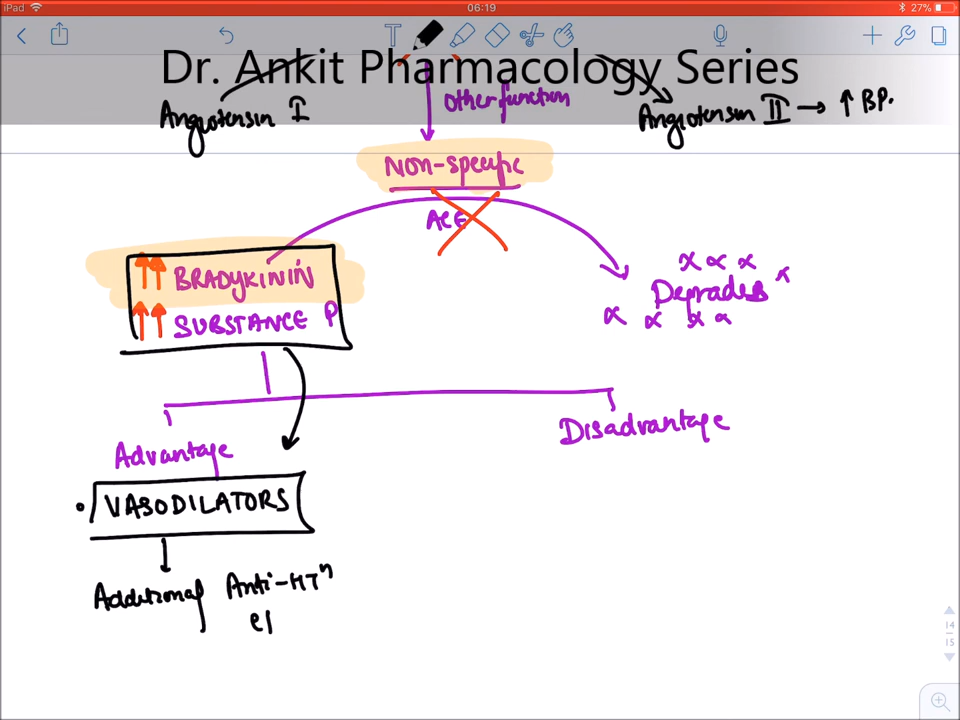 iPad 06:19 27%
Dr. Ankit Pharmacology Series
Angiotensin I
Other function
Angiotensin II → ↑ BP.
Non-specific
ACE
↑↑ BRADYKININ
↑↑ SUBSTANCE P
Degrades
Advantage
Disadvantage
• VASODILATORS
Additional Anti-HTⁿ
ef
14
15